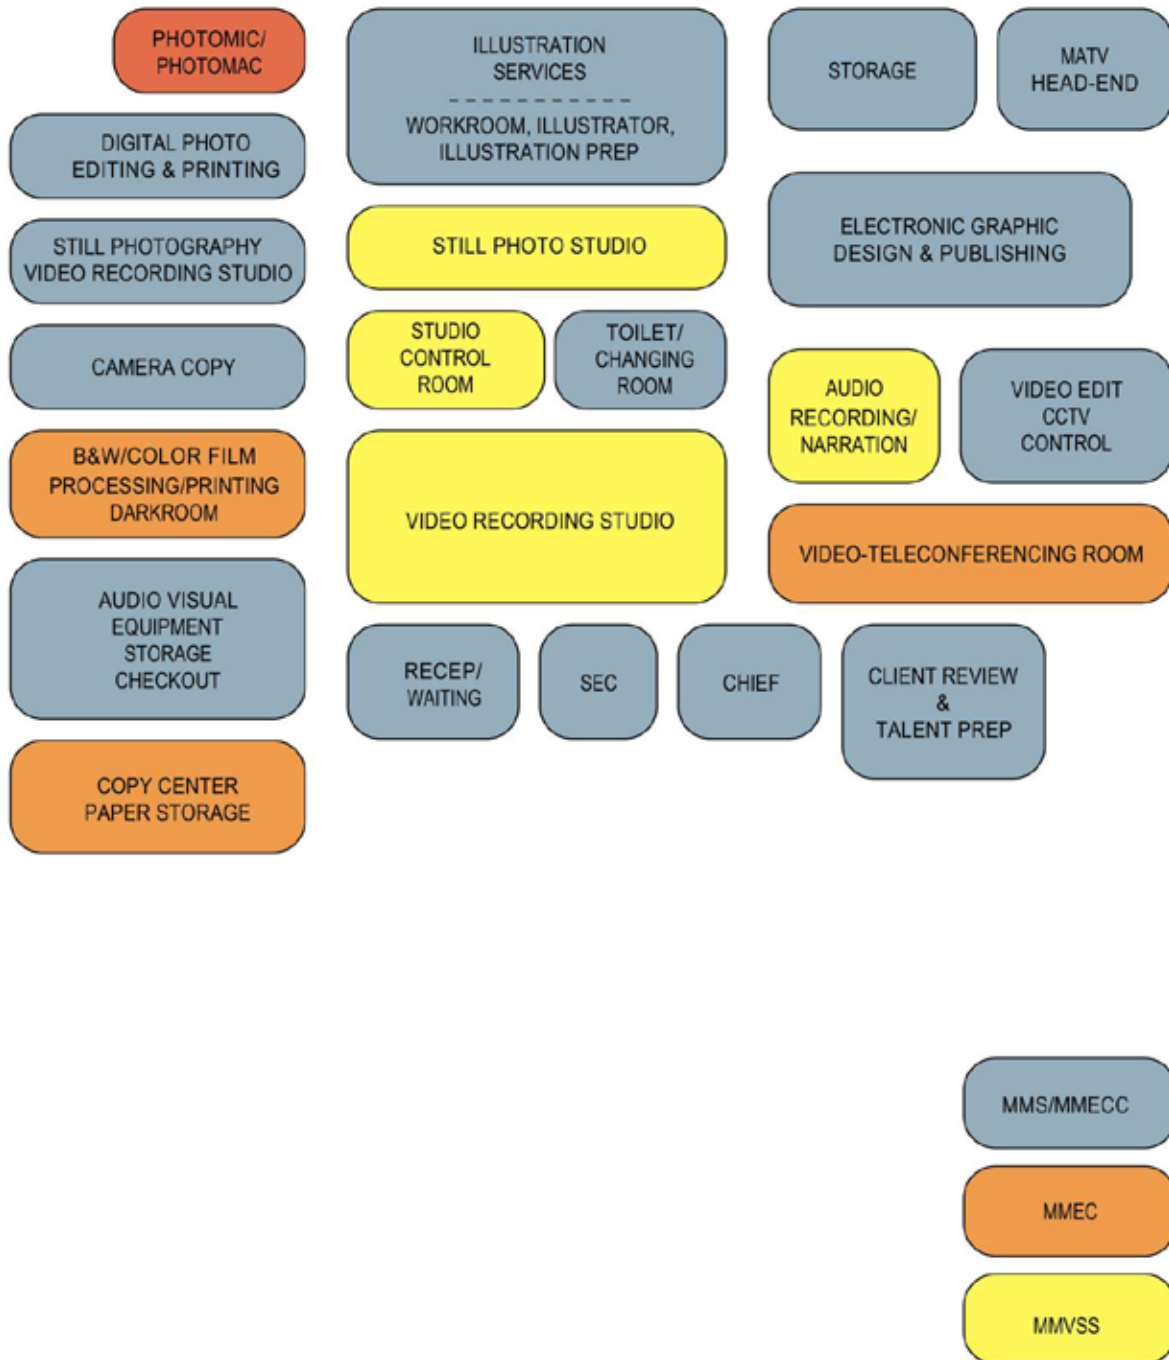 PHOTOMIC/
PHOTOMAC
DIGITAL PHOTO
EDITING & PRINTING
STILL PHOTOGRAPHY
VIDEO RECORDING STUDIO
CAMERA COPY
B&W/COLOR FILM
PROCESSING/PRINTING
DARKROOM
AUDIO VISUAL
EQUIPMENT
STORAGE
CHECKOUT
COPY CENTER
PAPER STORAGE
ILLUSTRATION
SERVICES
WORKROOM, ILLUSTRATOR,
ILLUSTRATION PREP
STILL PHOTO STUDIO
STUDIO
CONTROL
ROOM
TOILET/
CHANGING
ROOM
VIDEO RECORDING STUDIO
RECEP/
WAITING
SEC
CHIEF
CLIENT REVIEW
&
TALENT PREP
STORAGE
MATV
HEAD-END
ELECTRONIC GRAPHIC
DESIGN & PUBLISHING
AUDIO
RECORDING/
NARRATION
VIDEO EDIT
CCTV
CONTROL
VIDEO-TELECONFERENCING ROOM
MMS/MMECC
MMEC
MMVSS